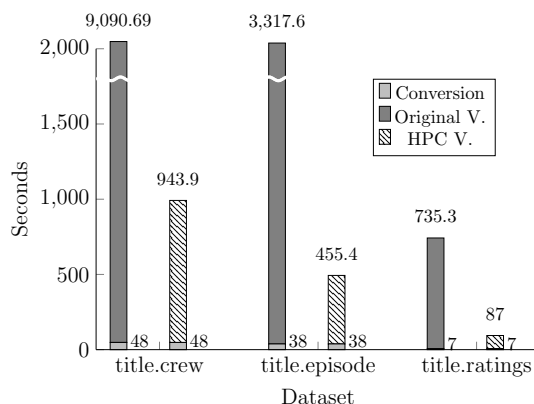 9,090.69
3,317.6
2,000
Conversion
Original V.
HPC V.
1,500
943.9
1,000
735.3
455.4
500
87
48
48
38
38
7
7
0
title.crew
title.episode
title.ratings
Seconds
Dataset